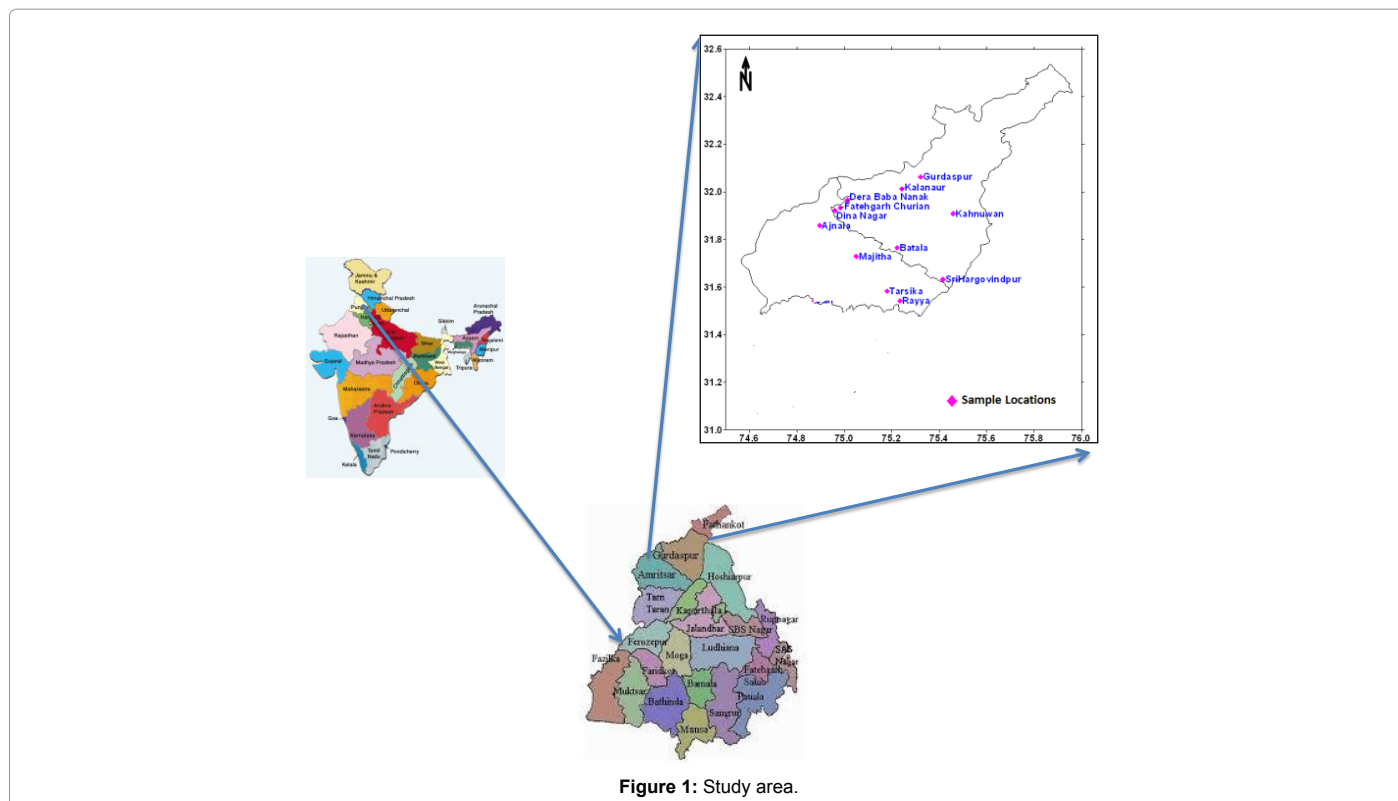 32.6
32.4
32.2
32.0
31.8
31.6
31.4
31.2
31.0
74.6
74.8
75.0
75.2
75.4
75.6
75.8
76.0
N
Gurdaspur
Kalanaur
Dera Baba Nanak
Fatehgarh Churian
Dina Nagar
Kahnuwan
Ajnala
Batala
Majitha
SriHargovindpur
Tarsika
Rayya
Sample Locations
Jammu &
Kashmir
Himanchal Pradesh
Punjab
Uttaranchal
Rajasthan
Bihar
Sikkim
Arunachal
Pradesh
Assam
Nagaland
Manipur
Mizoram
Tripura
West
Bengal
Jharkhand
Gujarat
Madhya Pradesh
Chhattisgarh
Maharastra
Andhra
Pradesh
Goa
Karnataka
Tamil
Nadu
Pondicherry
Kerala
Pathankot
Gurdaspur
Amritsar
Hoshiarpur
Tarn
Taran
Kapurthala
Jalandhar
SBS Nagar
Rupnagar
Ferozepur
Moga
Ludhiana
SAS
Nagar
Fazilka
Faridkot
Fatehgarh
Sahib
Muktsar
Barnala
Patiala
Bathinda
Sangrur
Mansa
Figure 1: Study area.